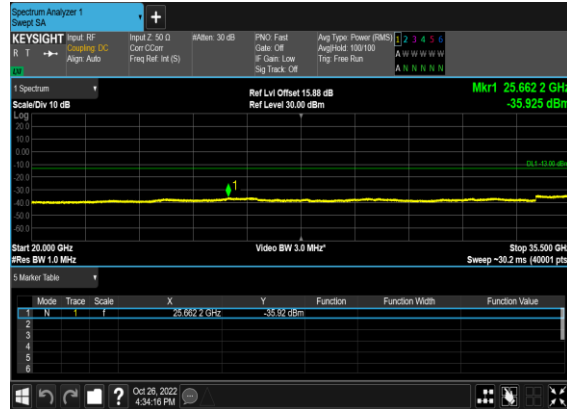 Spectrum Analyzer 1
Swept SA
+
KEYSIGHT Input: RF Input Z: 50 Ω #Atten: 30 dB PNO: Fast Avg Type: Power (RMS) 1 2 3 4 5 6
R T Coupling: DC Corr CCorr Gate: Off Avg|Hold: 100/100 A W W W W W
Align: Auto Freq Ref: Int (S) IF Gain: Low Trig: Free Run
Sig Track: Off A N N N N N
1 Spectrum Ref Lvl Offset 15.88 dB Mkr1 25.662 2 GHz
Scale/Div 10 dB Ref Level 30.00 dBm -35.925 dBm
Log
20.0
10.0
0.00
-10.0 DL1 -13.00 dBm
-20.0
-30.0 1
-40.0
-50.0
-60.0
Start 20.000 GHz Video BW 3.0 MHz* Stop 35.500 GHz
#Res BW 1.0 MHz Sweep ~30.2 ms (40001 pts)
5 Marker Table
Mode Trace Scale X Y Function Function Width Function Value
1 N 1 f 25.662 2 GHz -35.92 dBm
2
3
4
5
6
? Oct 26, 2022
4:34:16 PM